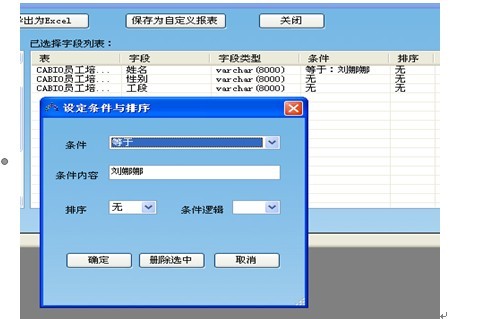 出为Excel 保存为自定义报表 关闭
已选择字段列表：
表 字段 字段类型 条件 排序
CABIO员工培... 姓名 varchar(8000) 等于：刘娜娜 无
CABIO员工培... 性别 varchar(8000) 无 无
CABIO员工培... 工段 varchar(8000) 无 无
设定条件与排序
条件 等于
条件内容 刘娜娜
排序 无 条件逻辑
确定 删除选中 取消